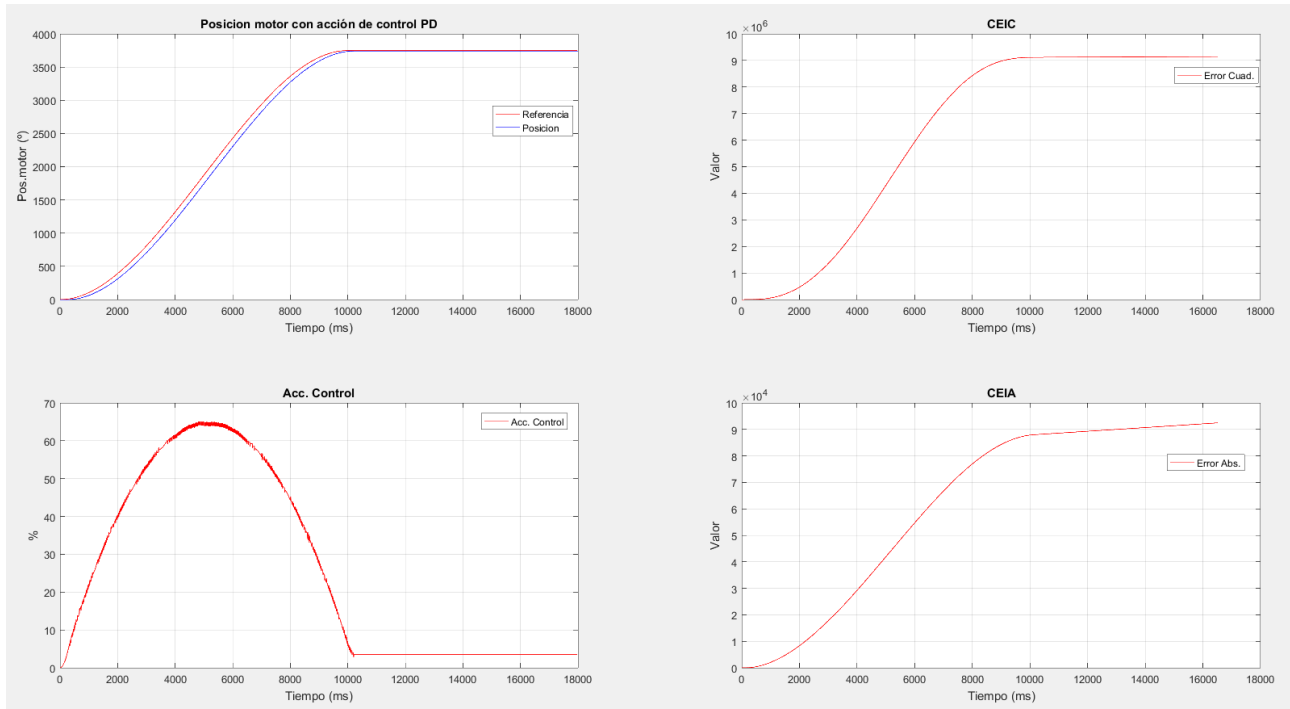 Posicion motor con acción de control PD
4000
3500
3000
2500
2000
1500
1000
500
0
Pos.motor (º)
Referencia
Posicion
0 2000 4000 6000 8000 10000 12000 14000 16000 18000
Tiempo (ms)
CEIC
× 10^6
10
9
8
7
6
5
4
3
2
1
0
Valor
Error Cuad.
0 2000 4000 6000 8000 10000 12000 14000 16000 18000
Tiempo (ms)
Acc. Control
70
60
50
40
30
20
10
0
%
Acc. Control
0 2000 4000 6000 8000 10000 12000 14000 16000 18000
Tiempo (ms)
CEIA
× 10^4
10
9
8
7
6
5
4
3
2
1
0
Valor
Error Abs.
0 2000 4000 6000 8000 10000 12000 14000 16000 18000
Tiempo (ms)